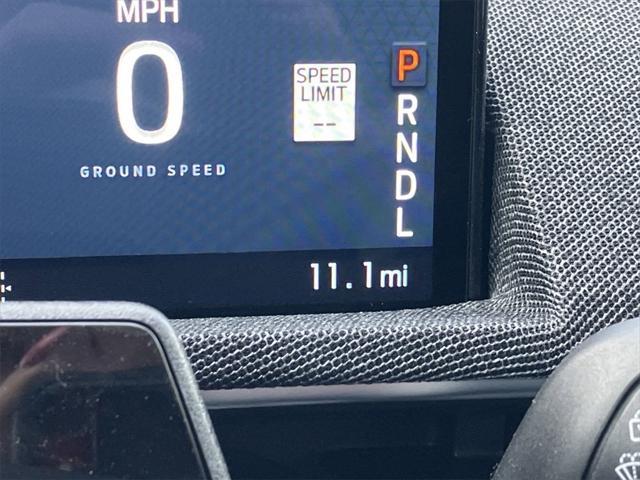 MPH
0
GROUND SPEED
SPEED
LIMIT
--
P
R
N
D
L
11.1mi